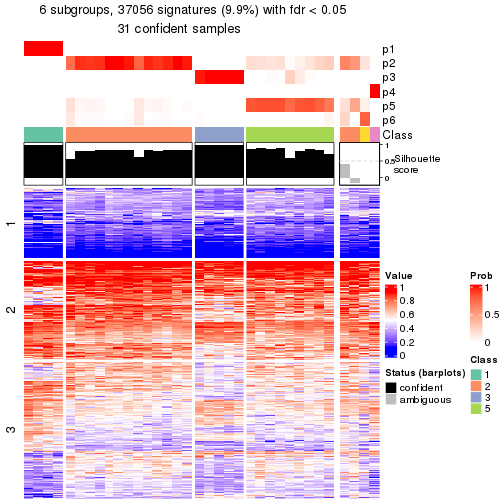 6 subgroups, 37056 signatures (9.9%) with fdr < 0.05
31 confident samples
p1
p2
p3
p4
p5
p6
Class
1
0.5
0
Silhouette
score
1
2
3
Value
1
0.8
0.6
0.4
0.2
0
Status (barplots)
confident
ambiguous
Prob
1
0.5
0
Class
1
2
3
5